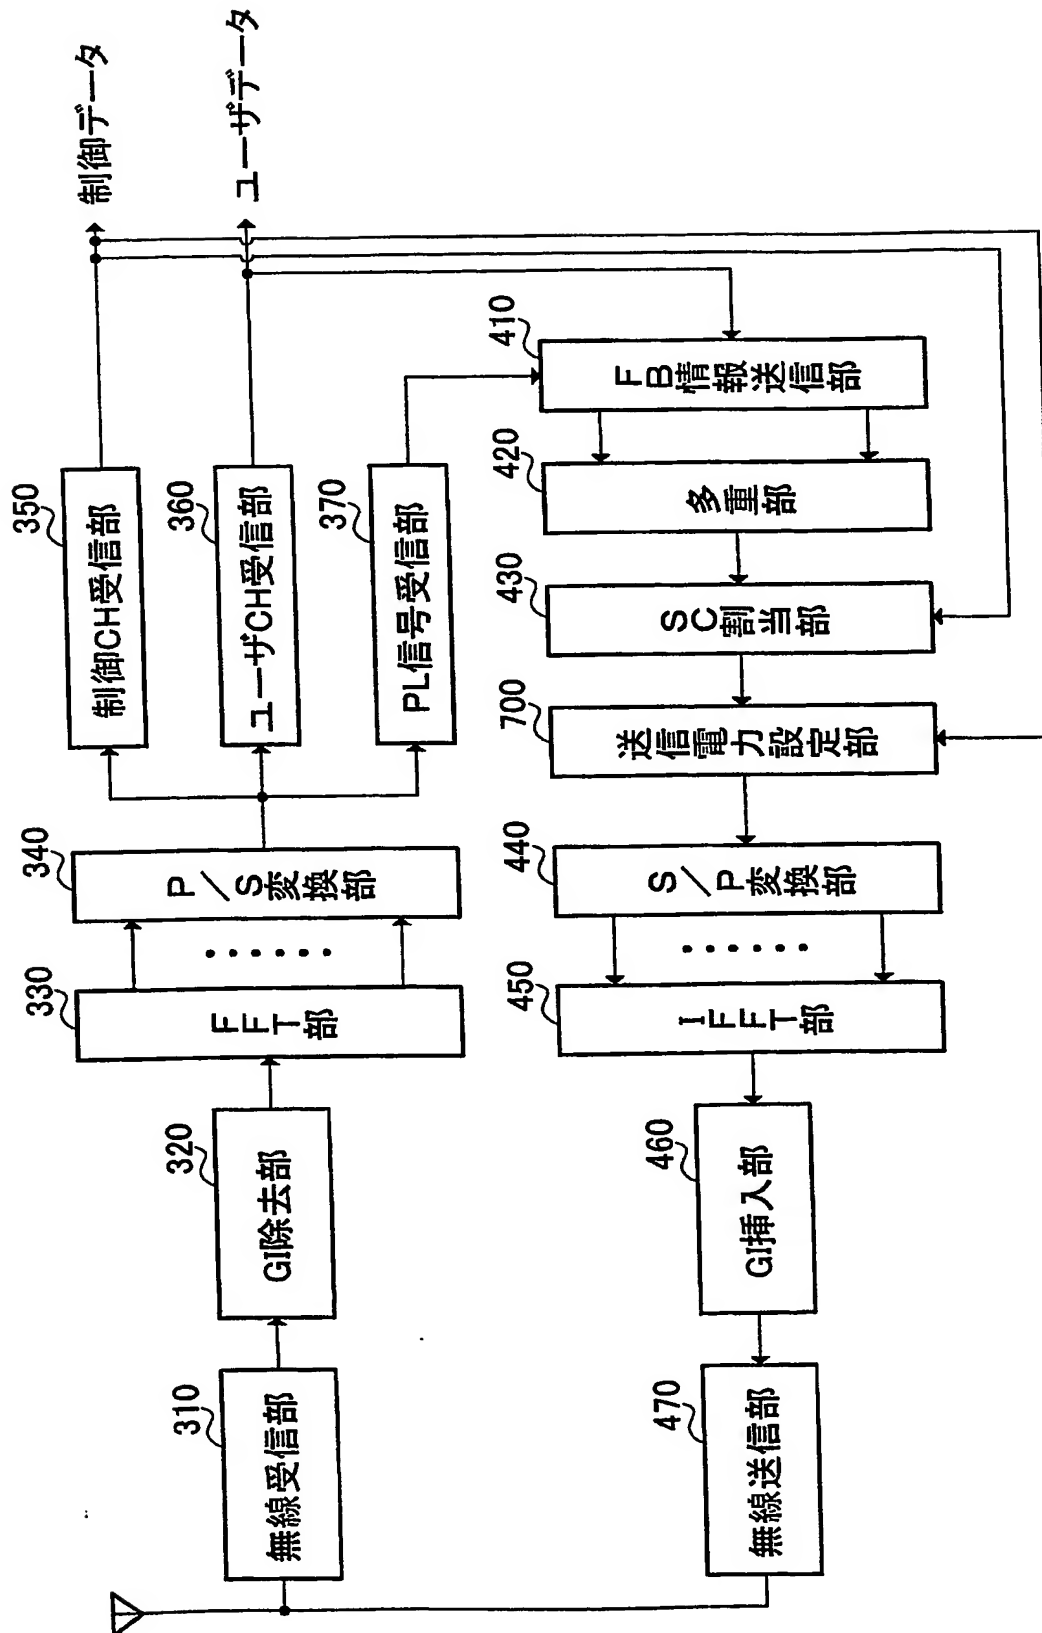 310
無線受信部
320
GI除去部
330
FFT部
340
P/S変換部
350
制御CH受信部
制御データ
360
ユーザCH受信部
ユーザデータ
370
PL信号受信部
410
FB情報送信部
420
多重部
430
SC割当部
700
送信電力設定部
440
S/P変換部
450
IFFT部
460
GI挿入部
470
無線送信部